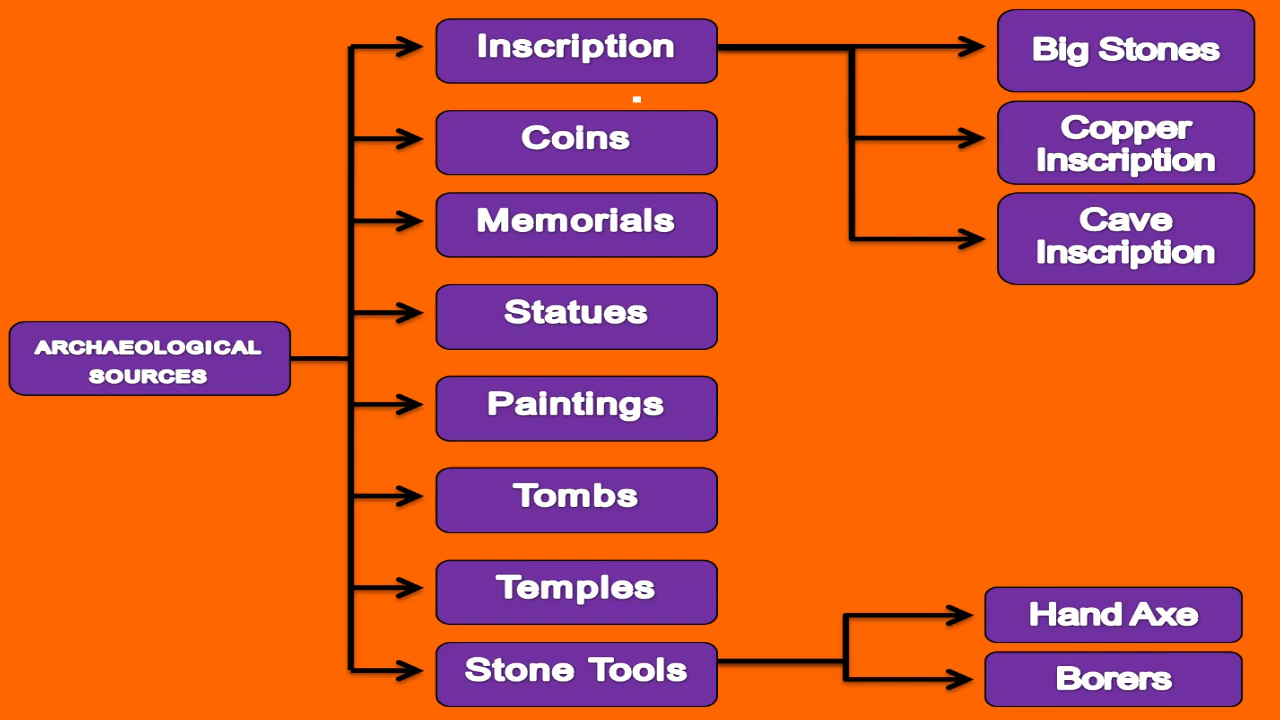 Inscription
Coins
Memorials
Statues
Paintings
Tombs
Temples
Stone Tools
ARCHAEOLOGICAL
SOURCES
Big Stones
Copper
Inscription
Cave
Inscription
Hand Axe
Borers